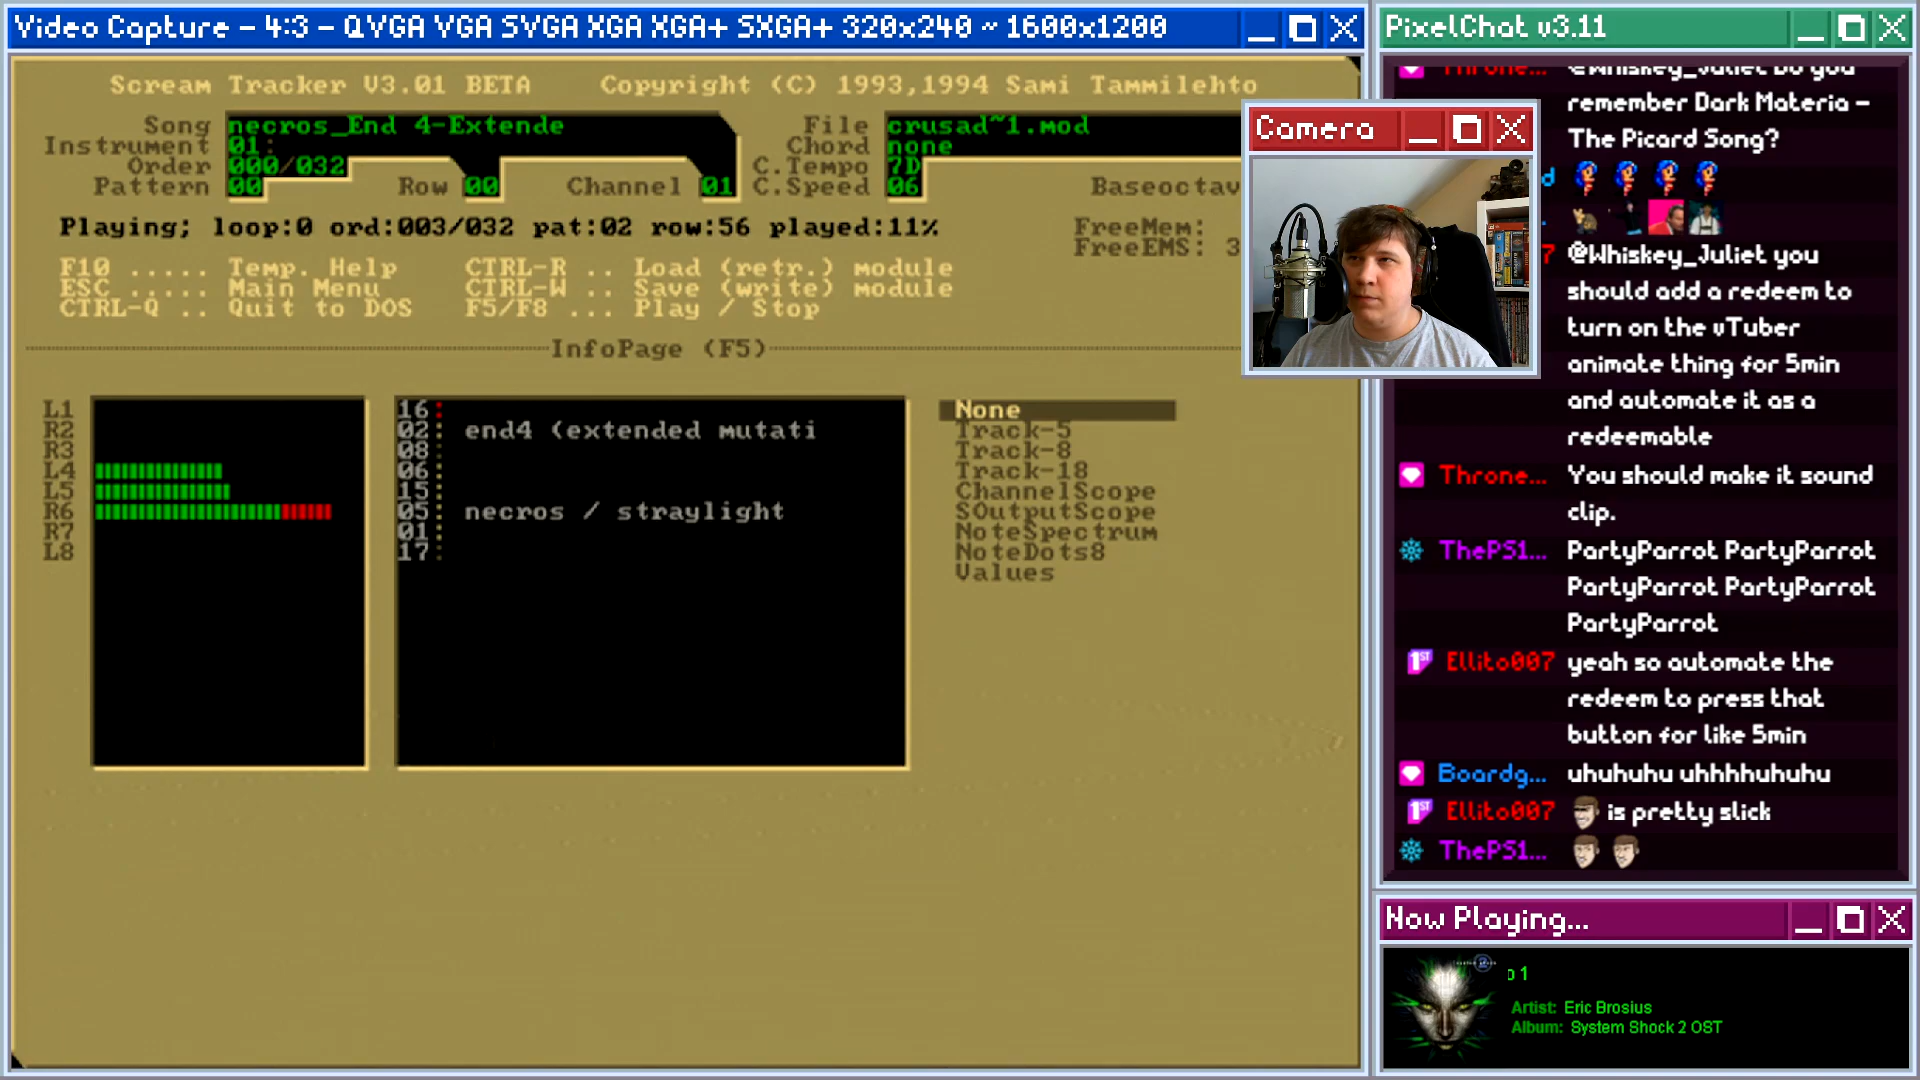 Video Capture - 4:3 - QVGA VGA SVGA XGA XGA+ SXGA+ 320x240 ~ 1600x1200
Scream Tracker V3.01 BETA Copyright (C) 1993,1994 Sami Tammilehto
Song necros_End 4-Extende File crusad~1.mod
Instrument 01: Chord none
Order 000/032 C.Tempo 7D
Pattern 00 Row 00 Channel 01 C.Speed 06 Baseoctav
Playing; loop:0 ord:003/032 pat:02 row:56 played:11% FreeMem:
FreeEMS: 3
F10 ..... Temp. Help CTRL-R .. Load (retr.) module
ESC ..... Main Menu CTRL-W .. Save (write) module
CTRL-Q .. Quit to DOS F5/F8 ... Play / Stop
InfoPage (F5)
L1 16: None
R2 02: end4 (extended mutati Track-5
R3 08: Track-8
L4 06: Track-18
L5 15: ChannelScope
R6 05: necros / straylight SOutputScope
R7 01: NoteSpectrum
L8 17: NoteDots8
Values
Camera
PixelChat v3.11
Throne... @Whiskey_Juliet Do you
remember Dark Materia -
The Picard Song?
d
7 @Whiskey_Juliet you
should add a redeem to
turn on the vTuber
animate thing for 5min
and automate it as a
redeemable
Throne... You should make it sound
clip.
ThePS1... PartyParrot PartyParrot
PartyParrot PartyParrot
PartyParrot
1ST Ellito007 yeah so automate the
redeem to press that
button for like 5min
Boardg... uhuhuhu uhhhhuhuhu
1ST Ellito007 is pretty slick
ThePS1...
Now Playing...
o 1
Artist: Eric Brosius
Album: System Shock 2 OST